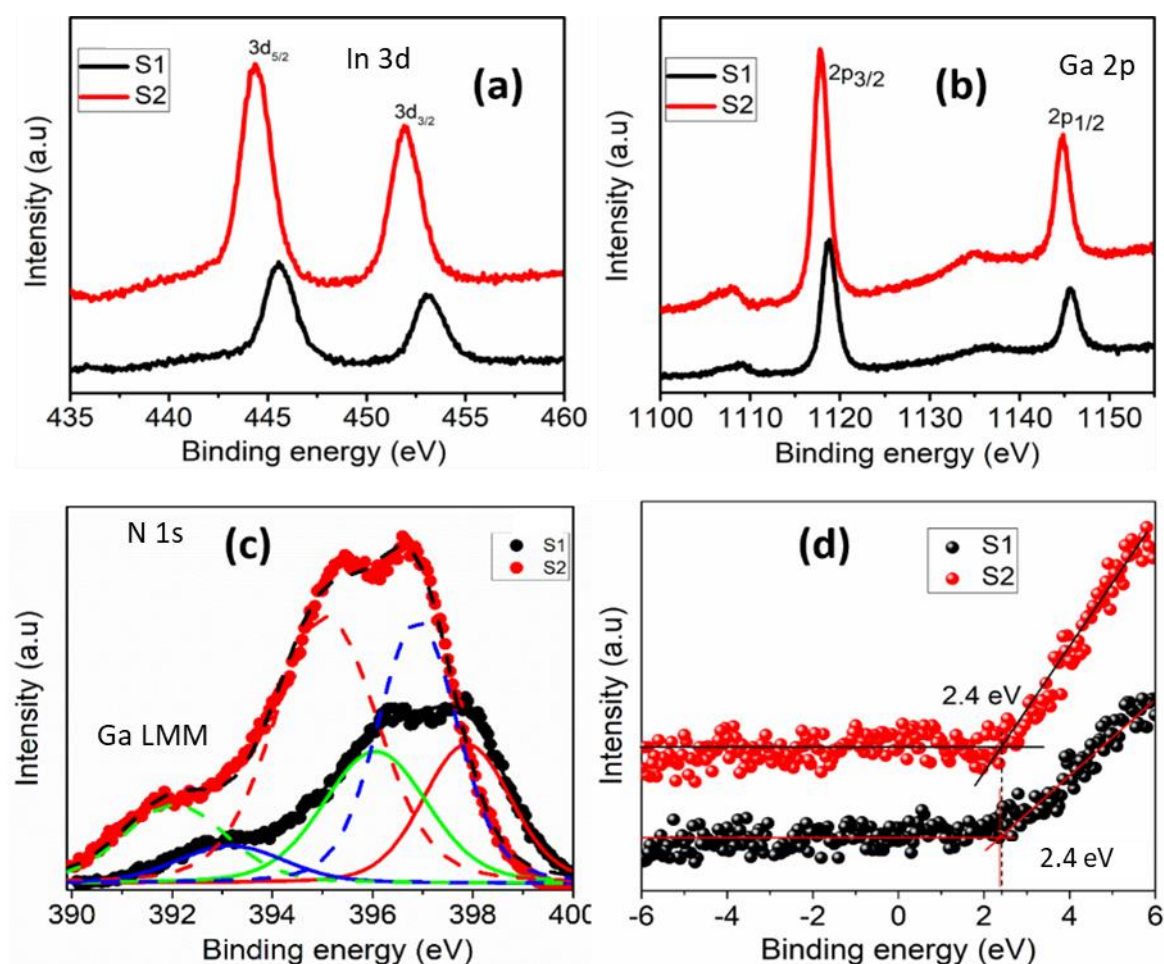 S1
S2
3d5/2
In 3d
(a)
3d3/2
Intensity (a.u)
435 440 445 450 455 460
Binding energy (eV)
S1
S2
2p3/2
(b)
Ga 2p
2p1/2
Intensity (a.u)
1100 1110 1120 1130 1140 1150
Binding energy (eV)
N 1s
(c)
S1
S2
Ga LMM
Intensity (a.u)
390 392 394 396 398 400
Binding energy (eV)
(d)
S1
S2
2.4 eV
2.4 eV
Intensity (a.u)
-6 -4 -2 0 2 4 6
Binding energy (eV)